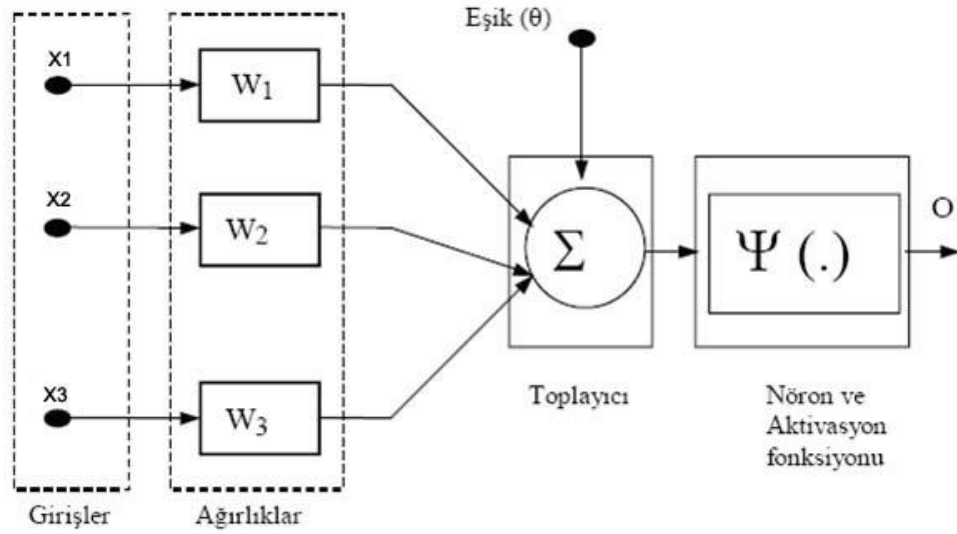 Eşik (θ)
X1
W1
X2
W2
Σ
Ψ (.)
O
X3
W3
Toplayıcı
Nöron ve
Aktivasyon
fonksiyonu
Girişler
Ağırlıklar